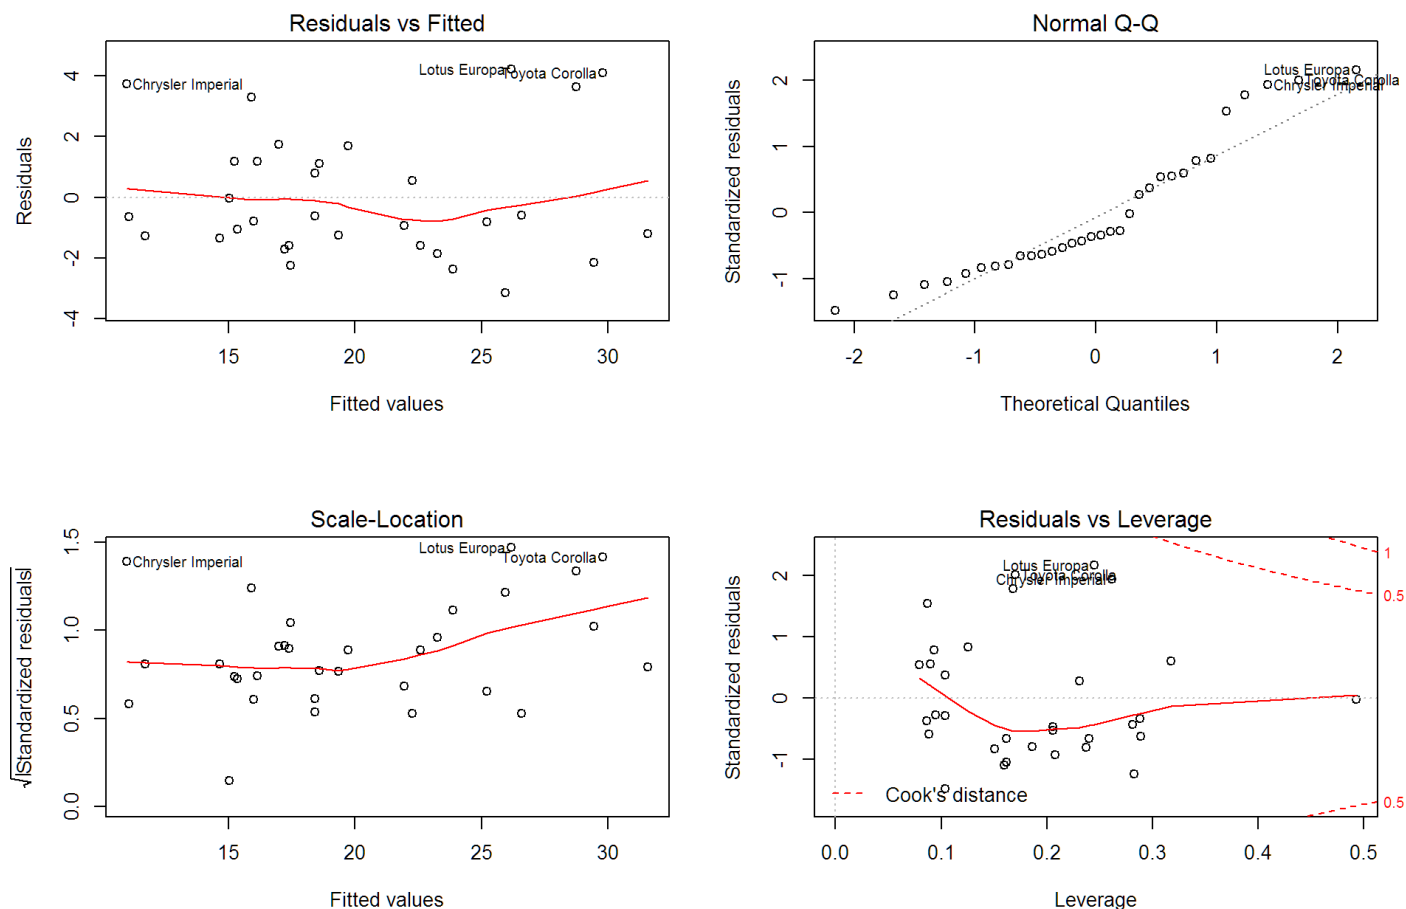 Residuals vs Fitted
Residuals
4
2
0
-2
-4
Chrysler Imperial
Lotus Europa
Toyota Corolla
15 20 25 30
Fitted values
Normal Q-Q
Standardized residuals
2
1
0
-1
Lotus Europa
Toyota Corolla
Chrysler Imperial
-2 -1 0 1 2
Theoretical Quantiles
Scale-Location
√|Standardized residuals|
1.5
1.0
0.5
0.0
Chrysler Imperial
Lotus Europa
Toyota Corolla
15 20 25 30
Fitted values
Residuals vs Leverage
Standardized residuals
2
1
0
-1
Lotus Europa
Toyota Corolla
Chrysler Imperial
1
0.5
0.5
Cook's distance
0.0 0.1 0.2 0.3 0.4 0.5
Leverage